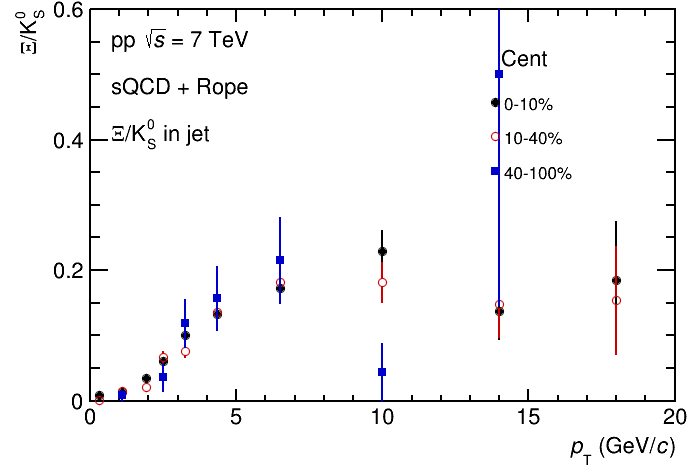 Ξ/K⁰_S
0.6
0.4
0.2
0
0 5 10 15 20
p_T (GeV/c)
pp √s = 7 TeV
sQCD + Rope
Ξ/K⁰_S in jet
Cent
0-10%
10-40%
40-100%